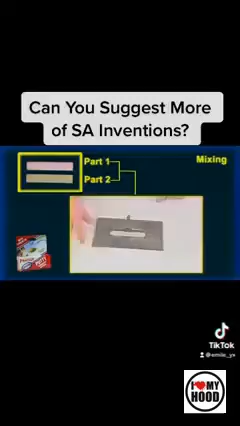 Can You Suggest More
of SA Inventions?
Part 1
Part 2
Mixing
TikTok
@emile_yx
I ❤ MY
HOOD